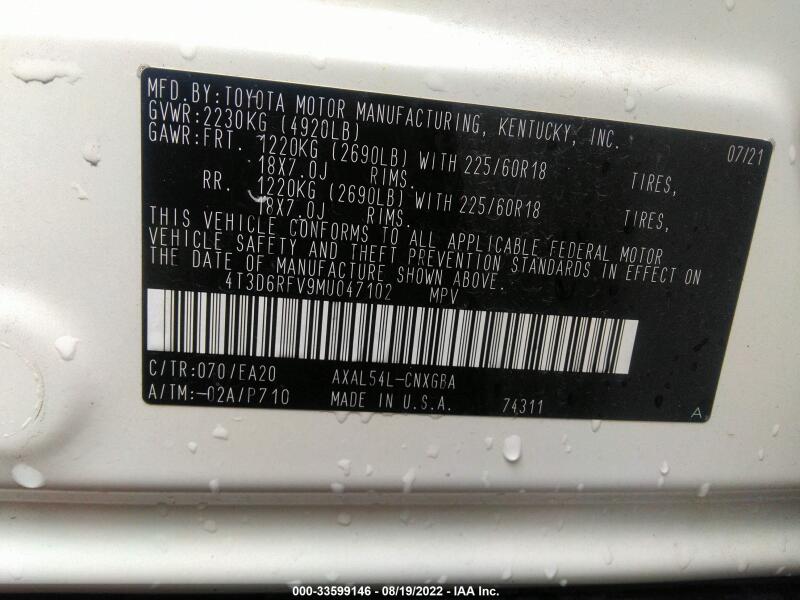 MFD.BY:TOYOTA MOTOR MANUFACTURING, KENTUCKY, INC. 07/21
GVWR:2230KG (4920LB)
GAWR:FRT. 1220KG (2690LB) WITH 225/60R18 TIRES,
18X7.0J RIMS.
RR. 1220KG (2690LB) WITH 225/60R18 TIRES,
18X7.0J RIMS.
THIS VEHICLE CONFORMS TO ALL APPLICABLE FEDERAL MOTOR
VEHICLE SAFETY AND THEFT PREVENTION STANDARDS IN EFFECT ON
THE DATE OF MANUFACTURE SHOWN ABOVE.
4T3D6RFV9MU047102 MPV
C/TR:070/EA20 AXAL54L-CNXGBA
A/TM:-02A/P710 MADE IN U.S.A. 74311 A
000-33599146 - 08/19/2022 - IAA Inc.